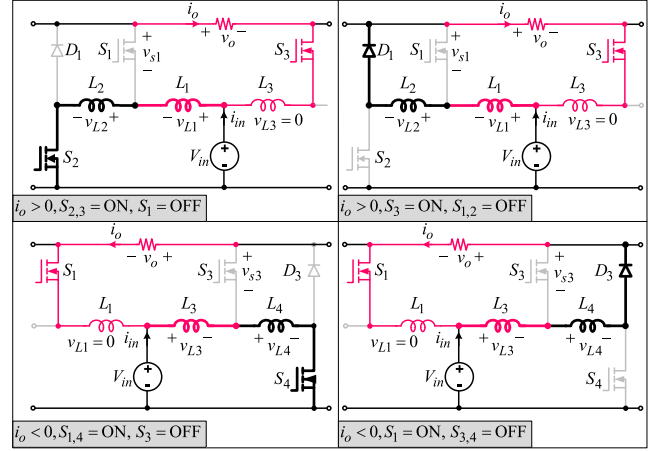 i_o
+ v_o −
D_1
S_1
+
v_s1
−
S_3
L_2
L_1
L_3
− v_L2 +
− v_L1 +
i_in
v_L3 = 0
S_2
V_in
+
-
i_o > 0, S_2,3 = ON, S_1 = OFF
i_o
+ v_o −
D_1
S_1
+
v_s1
−
S_3
L_2
L_1
L_3
− v_L2 +
− v_L1 +
i_in
v_L3 = 0
S_2
V_in
+
-
i_o > 0, S_3 = ON, S_1,2 = OFF
i_o
− v_o +
S_1
S_3
+
v_s3
−
D_3
L_1
L_3
L_4
v_L1 = 0
i_in
+ v_L3 −
+ v_L4 −
V_in
+
-
S_4
i_o < 0, S_1,4 = ON, S_3 = OFF
i_o
− v_o +
S_1
S_3
+
v_s3
−
D_3
L_1
L_3
L_4
v_L1 = 0
i_in
+ v_L3 −
+ v_L4 −
V_in
+
-
S_4
i_o < 0, S_1 = ON, S_3,4 = OFF